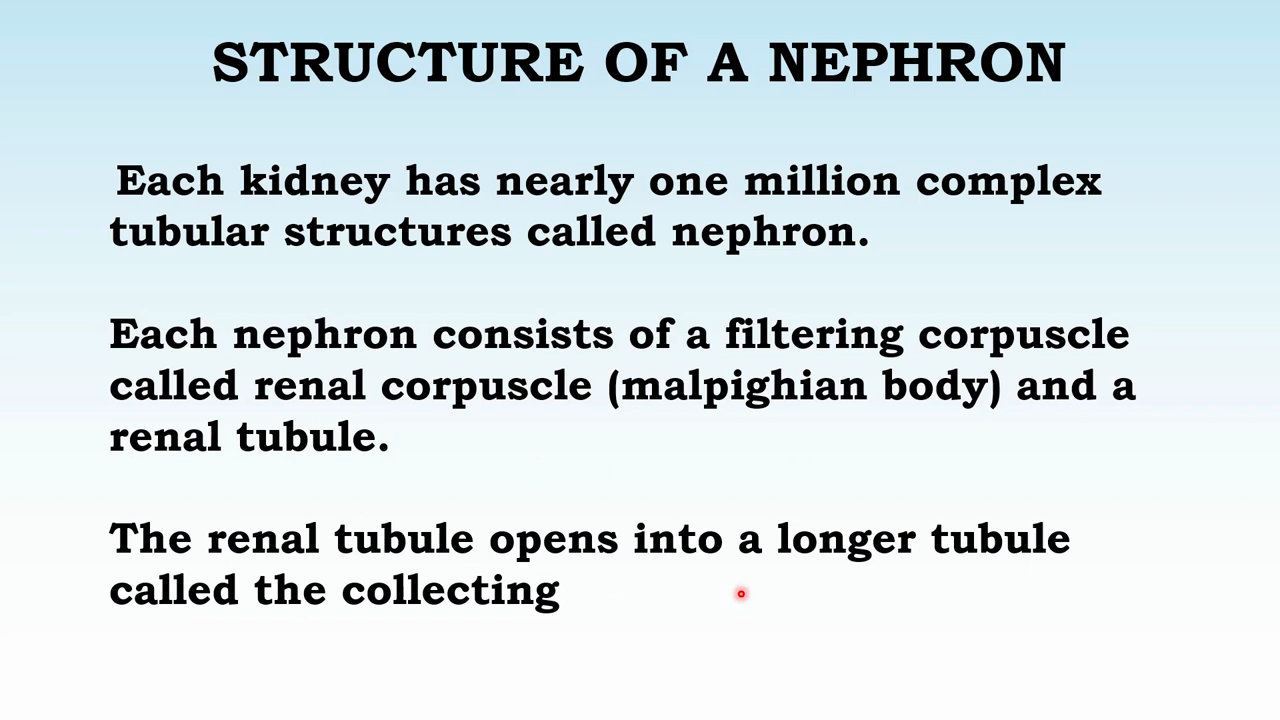 STRUCTURE OF A NEPHRON
Each kidney has nearly one million complex
tubular structures called nephron.
Each nephron consists of a filtering corpuscle
called renal corpuscle (malpighian body) and a
renal tubule.
The renal tubule opens into a longer tubule
called the collecting